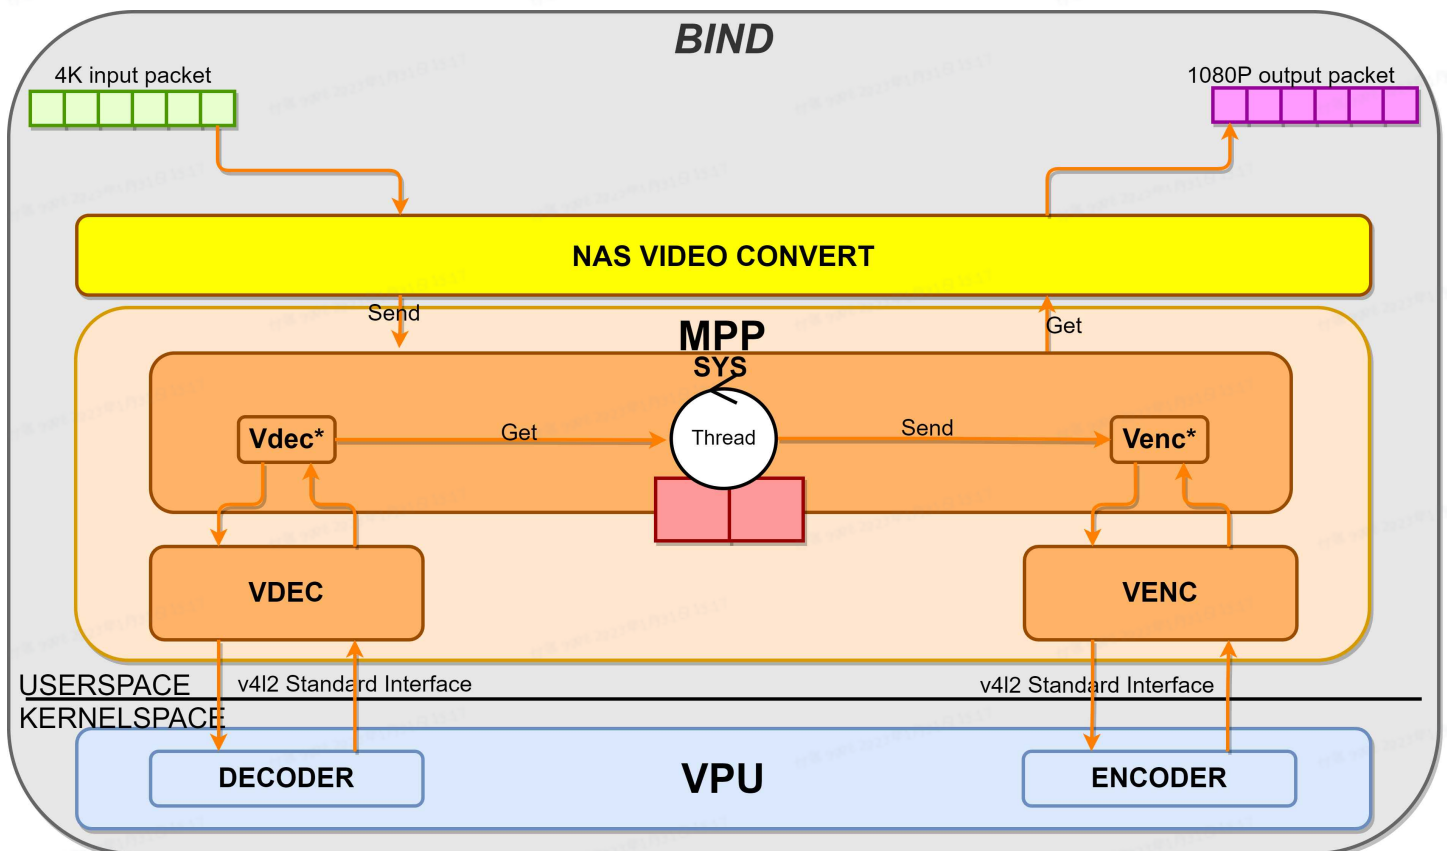 BIND
4K input packet
1080P output packet
NAS VIDEO CONVERT
Send
Get
MPP
SYS
Vdec*
Get
Thread
Send
Venc*
VDEC
VENC
USERSPACE
v4l2 Standard Interface
v4l2 Standard Interface
KERNELSPACE
DECODER
VPU
ENCODER